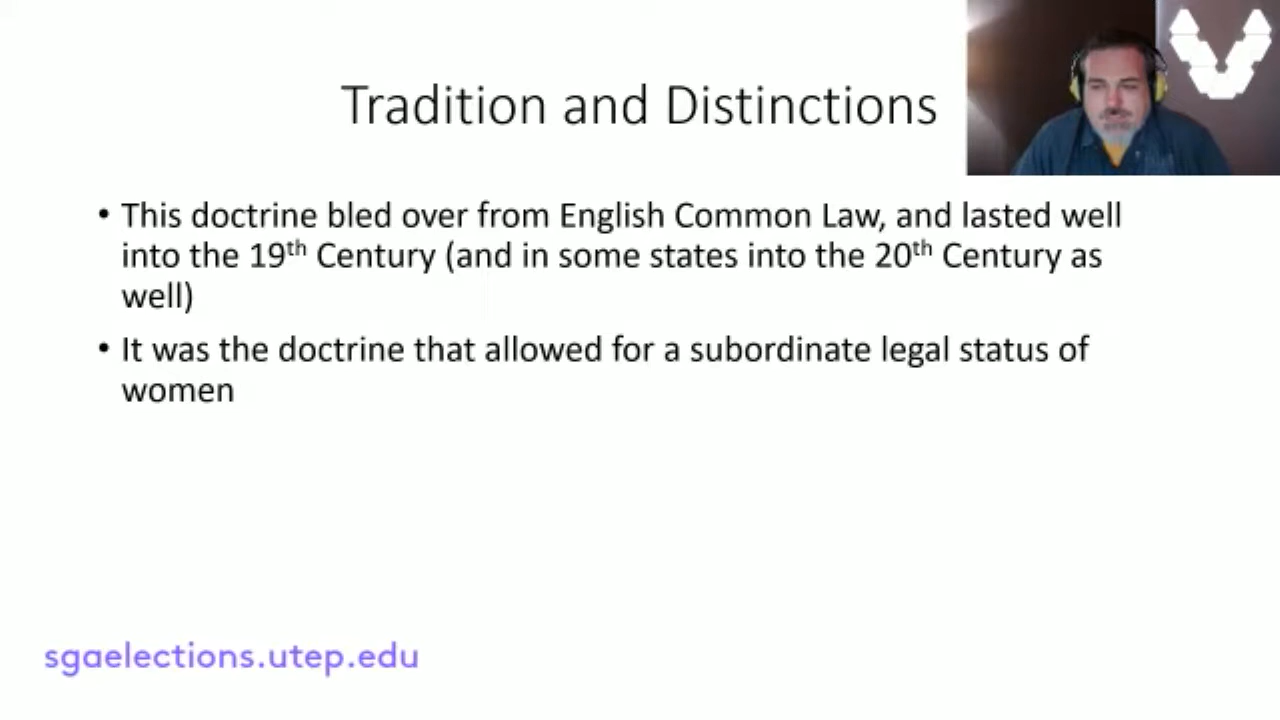 Tradition and Distinctions
• This doctrine bled over from English Common Law, and lasted well
into the 19th Century (and in some states into the 20th Century as
well)
• It was the doctrine that allowed for a subordinate legal status of
women
sgaelections.utep.edu